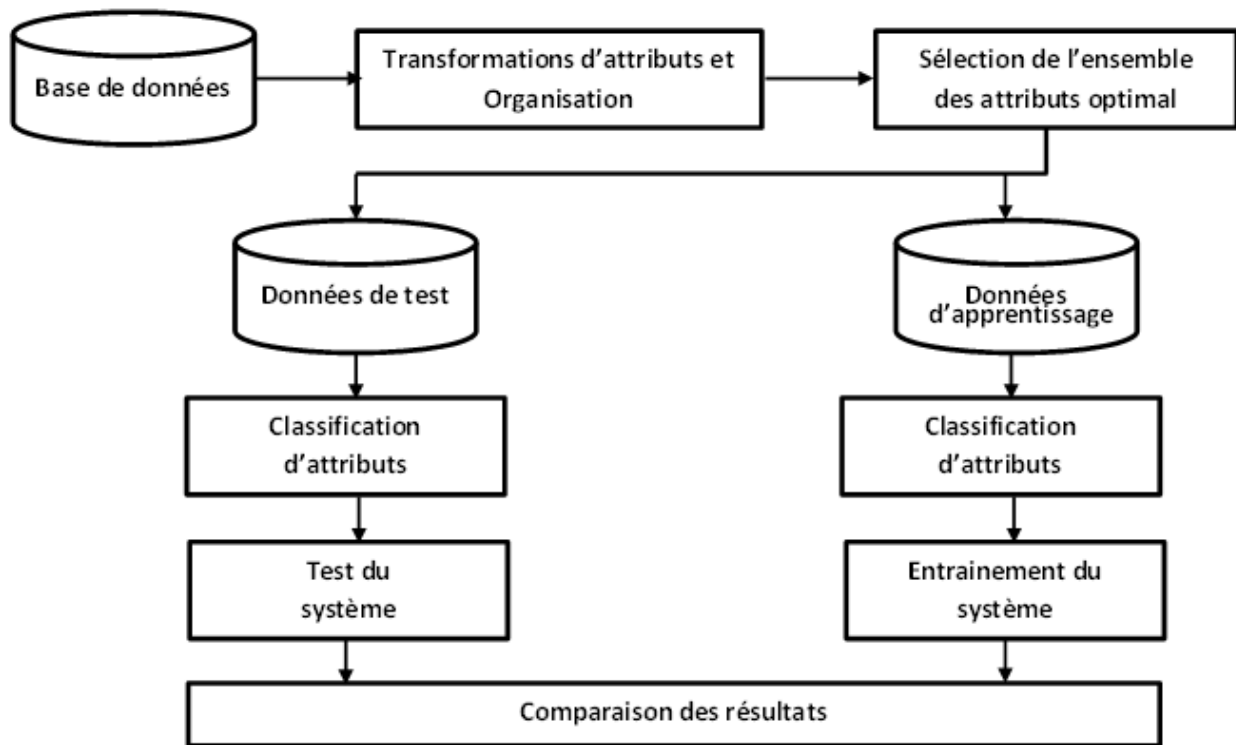 Base de données
Transformations d'attributs et
Organisation
Sélection de l'ensemble
des attributs optimal
Données de test
Données
d'apprentissage
Classification
d'attributs
Classification
d'attributs
Test du
système
Entrainement du
système
Comparaison des résultats